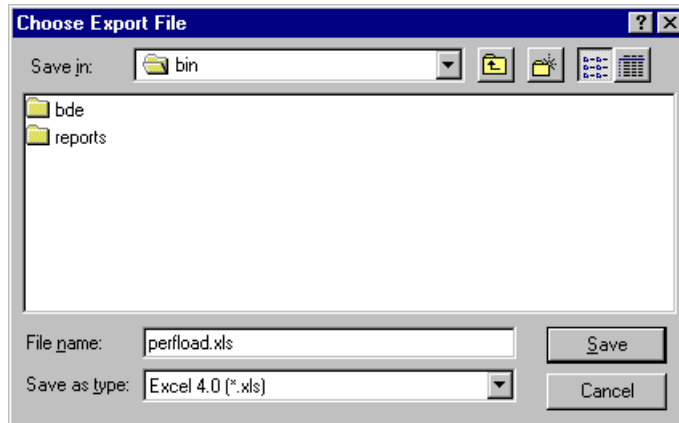 Choose Export File
Save in: bin
bde
reports
File name: perfload.xls Save
Save as type: Excel 4.0 (*.xls) Cancel